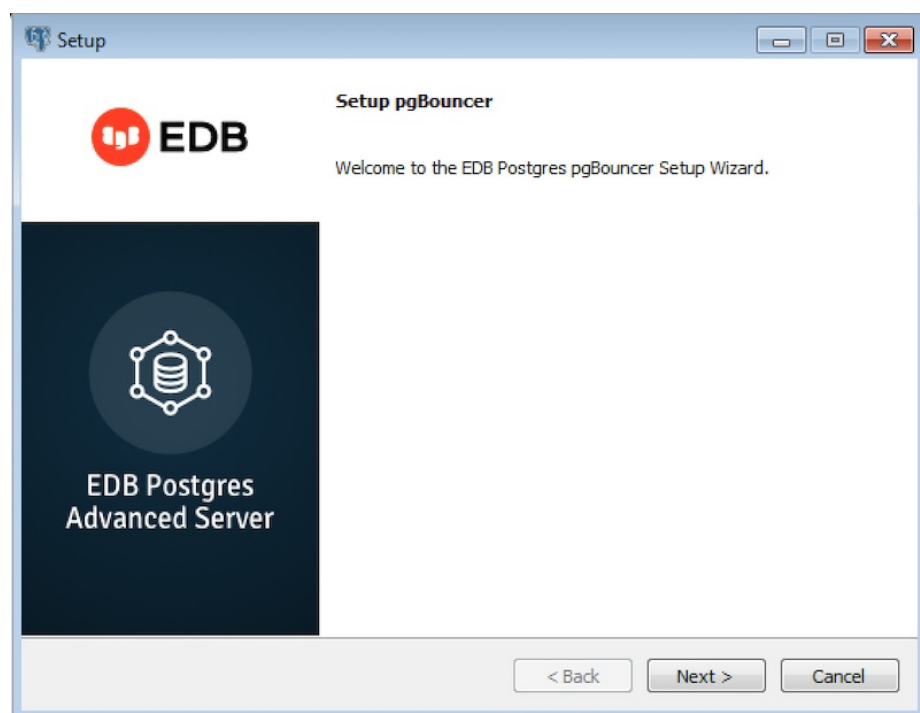 Setup
EDB
Setup pgBouncer
Welcome to the EDB Postgres pgBouncer Setup Wizard.
EDB Postgres
Advanced Server
< Back
Next >
Cancel